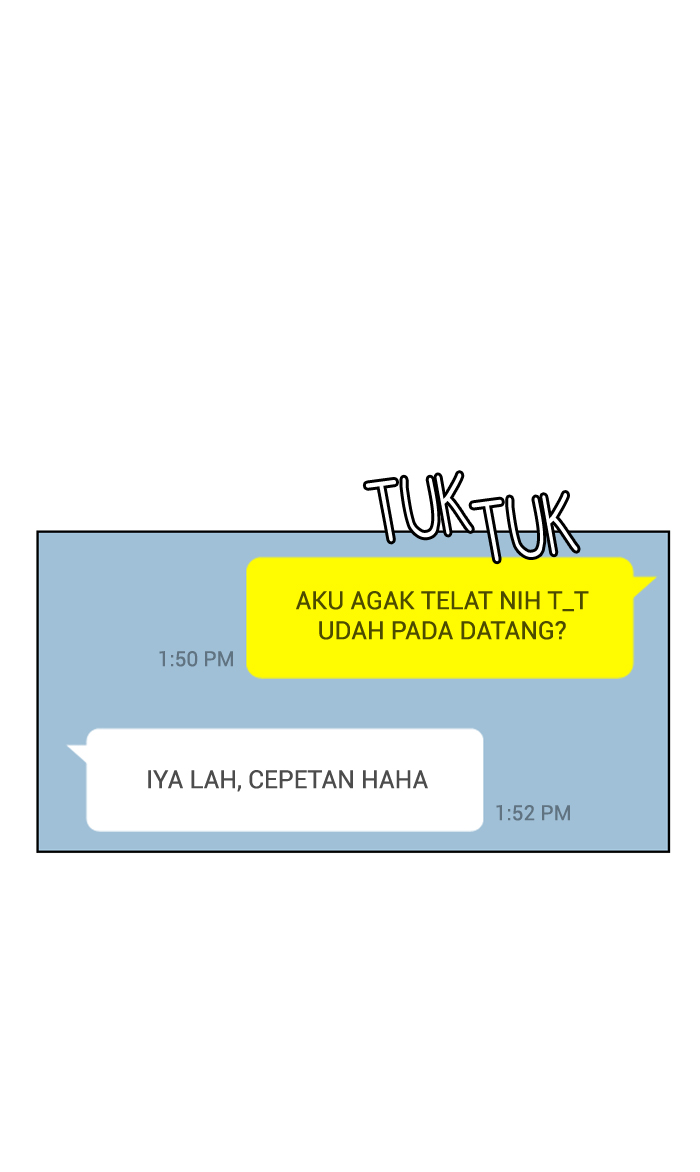 TUK TUK
AKU AGAK TELAT NIH T_T
UDAH PADA DATANG?
1:50 PM
IYA LAH, CEPETAN HAHA
1:52 PM